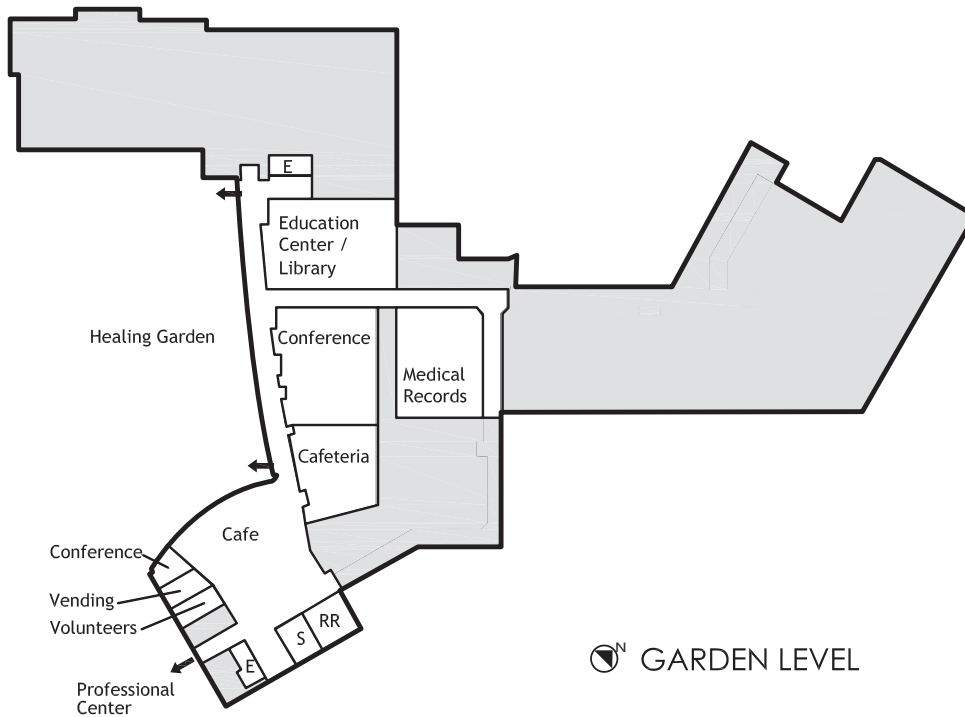 E
Education
Center /
Library
Healing Garden
Conference
Medical
Records
Cafeteria
Cafe
Conference
Vending
Volunteers
RR
S
E
Professional
Center
N
GARDEN LEVEL